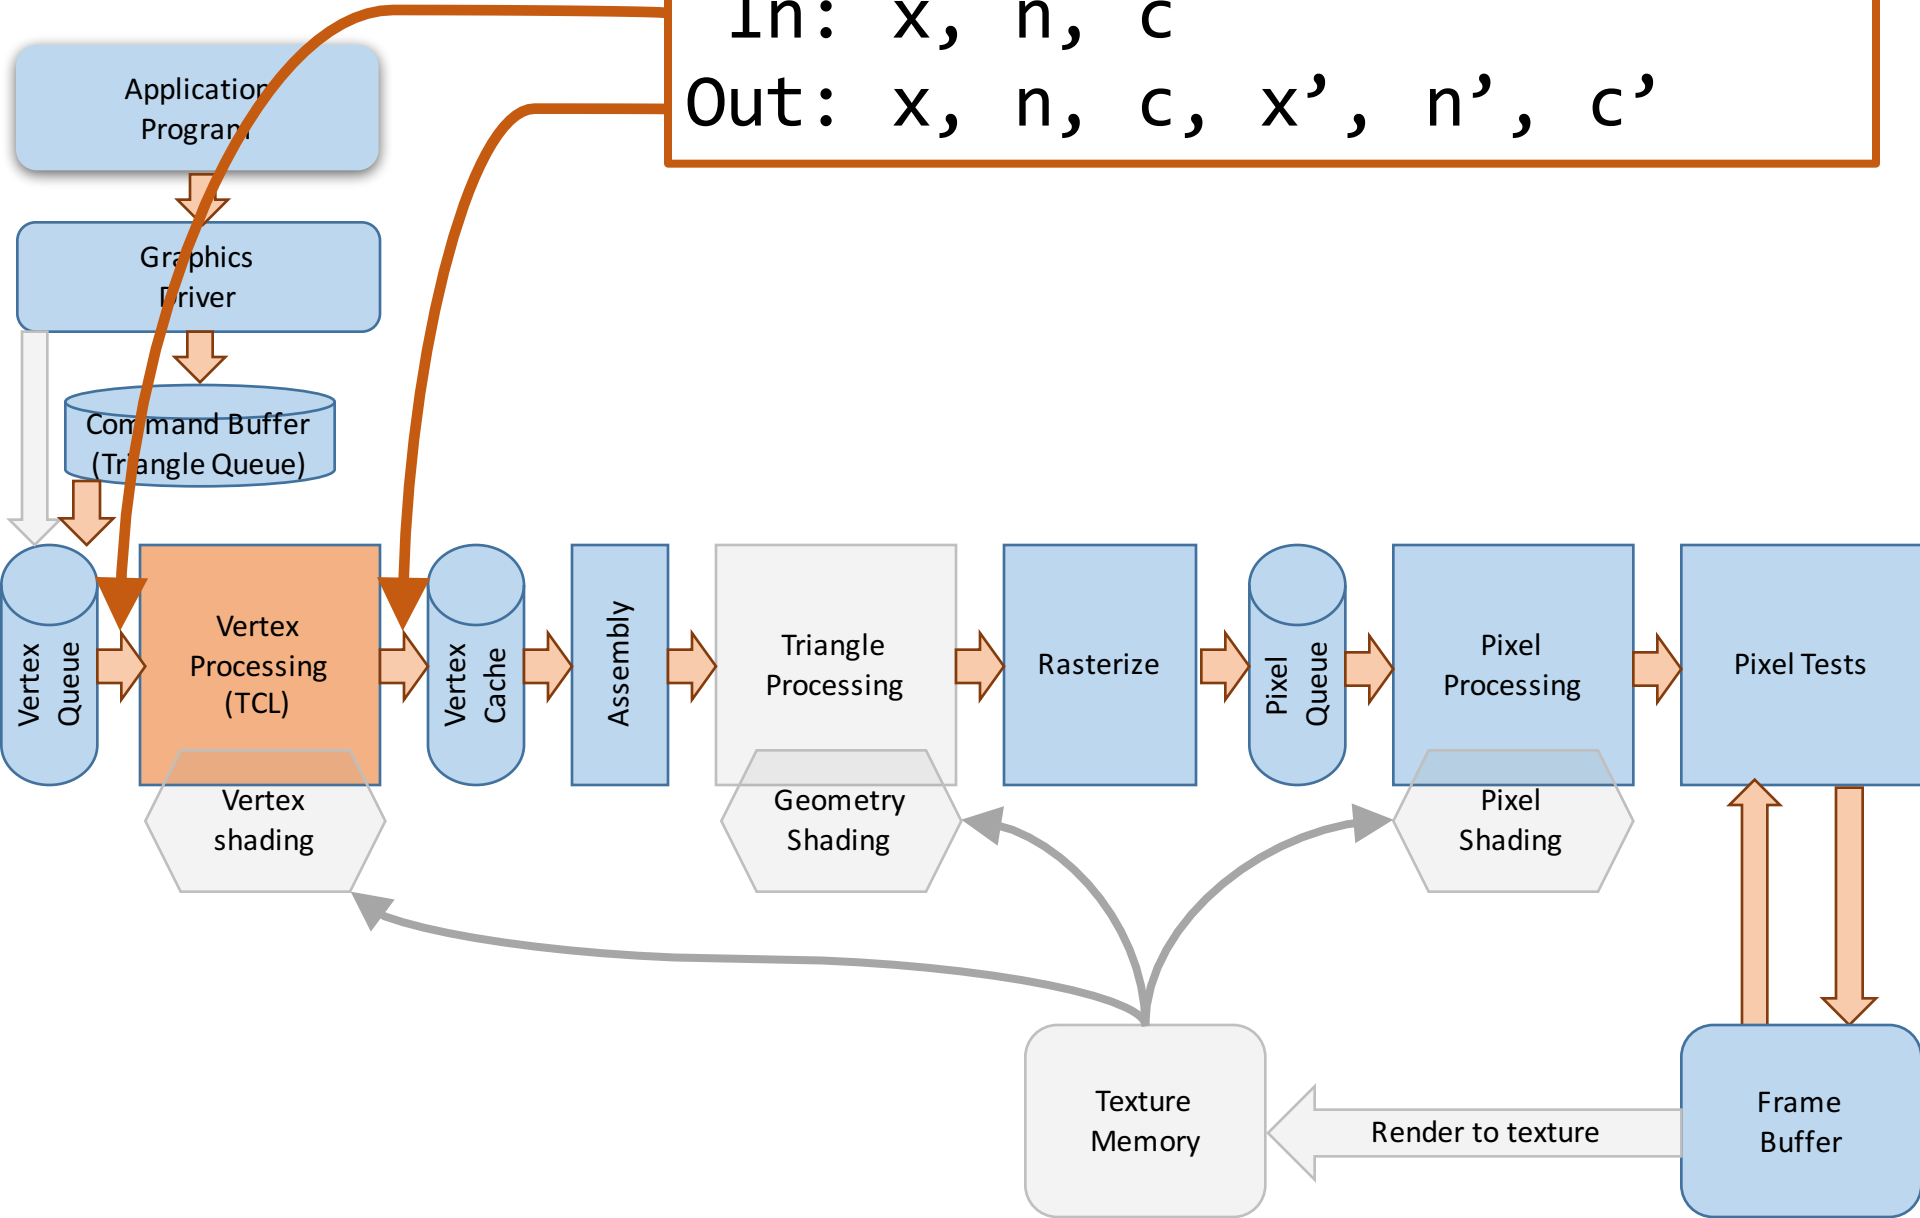 In: x, n, c
Out: x, n, c, x’, n’, c’
Application
Program
Graphics
Driver
Command Buffer
(Triangle Queue)
Vertex
Queue
Vertex
Processing
(TCL)
Vertex
Cache
Assembly
Triangle
Processing
Rasterize
Pixel
Queue
Pixel
Processing
Pixel Tests
Vertex
shading
Geometry
Shading
Pixel
Shading
Texture
Memory
Render to texture
Frame
Buffer